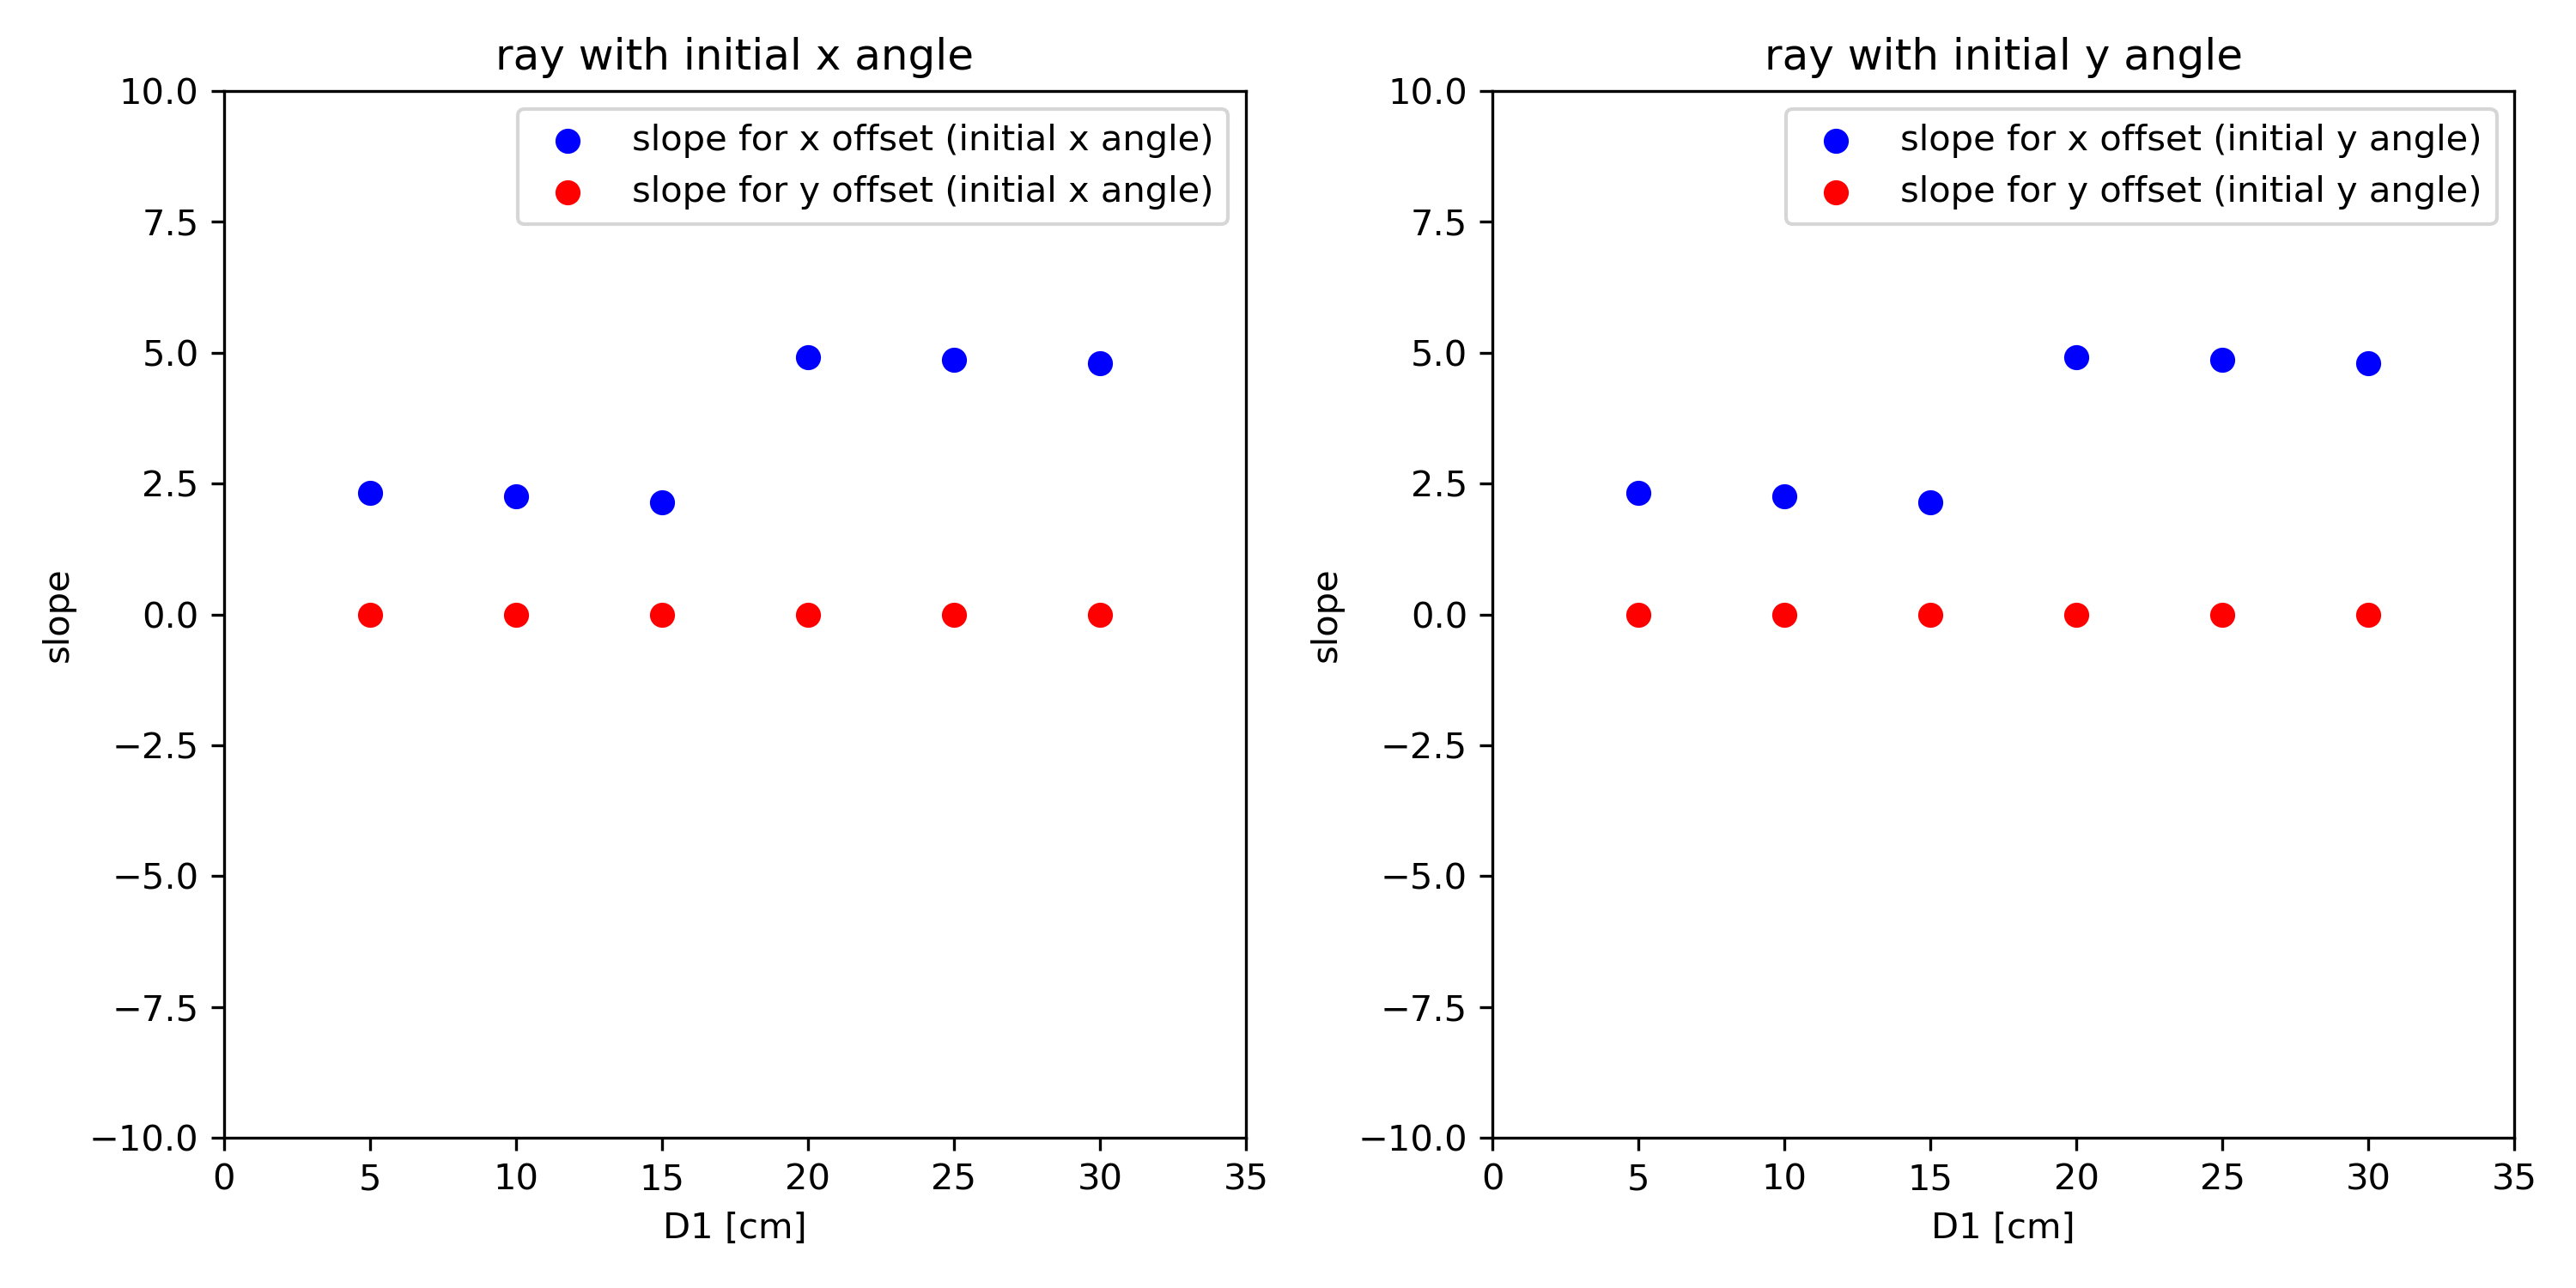 ray with initial x angle
slope for x offset (initial x angle)
slope for y offset (initial x angle)
10.0
7.5
5.0
2.5
0.0
−2.5
−5.0
−7.5
−10.0
slope
0 5 10 15 20 25 30 35
D1 [cm]
ray with initial y angle
slope for x offset (initial y angle)
slope for y offset (initial y angle)
10.0
7.5
5.0
2.5
0.0
−2.5
−5.0
−7.5
−10.0
slope
0 5 10 15 20 25 30 35
D1 [cm]